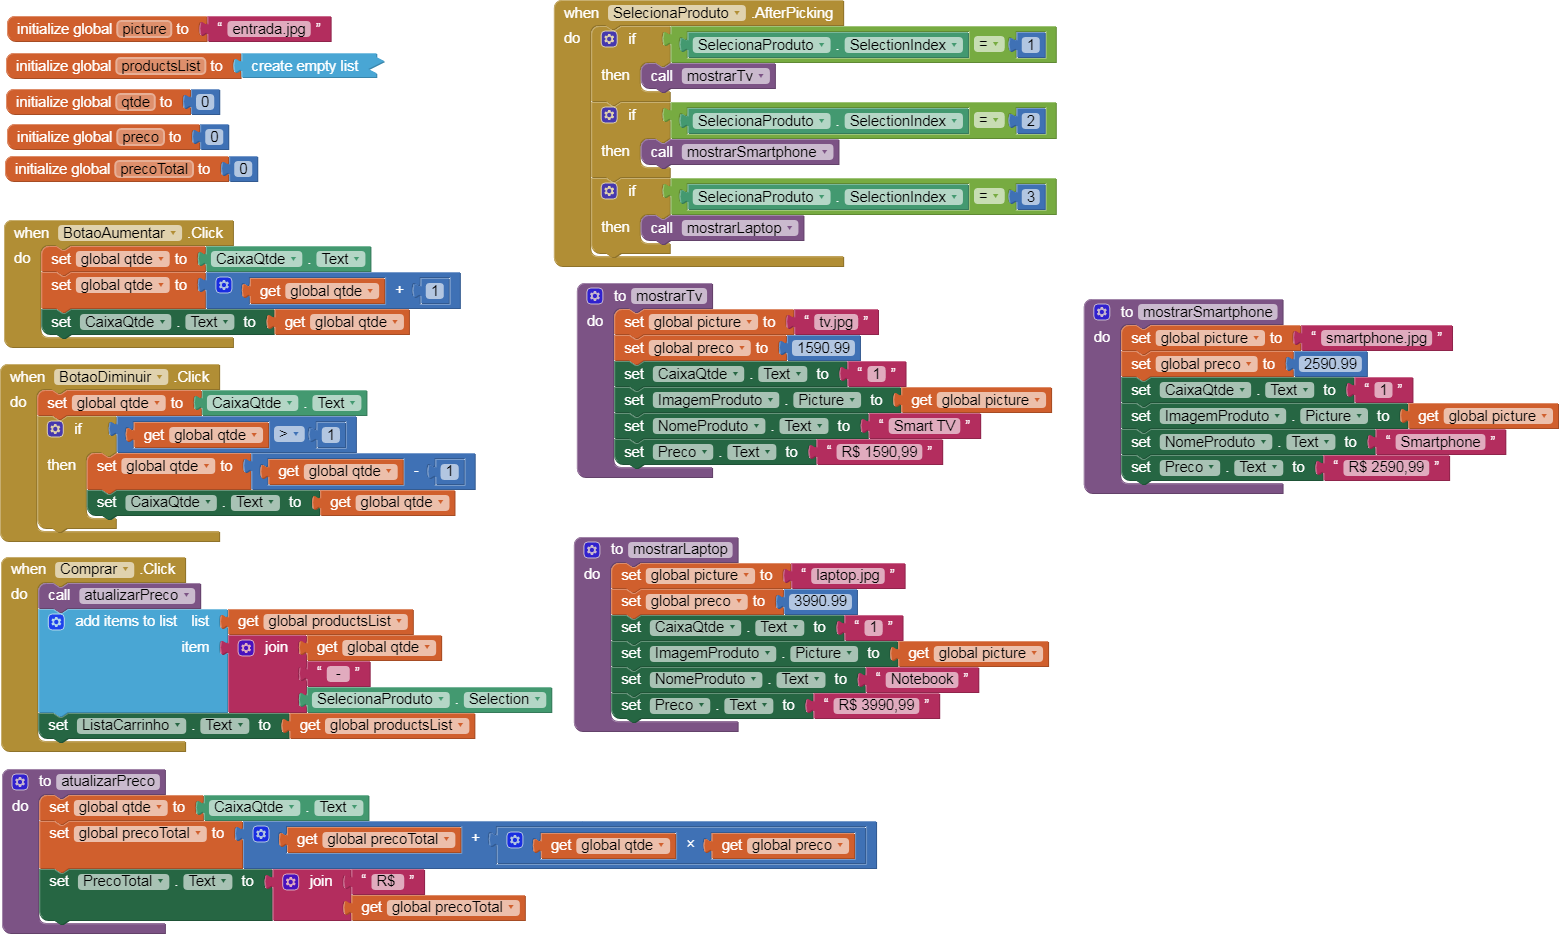 initialize global picture to “ entrada.jpg ”
initialize global productsList to create empty list
initialize global qtde to 0
initialize global preco to 0
initialize global precoTotal to 0
when BotaoAumentar .Click
do set global qtde to CaixaQtde . Text
set global qtde to get global qtde + 1
set CaixaQtde . Text to get global qtde
when BotaoDiminuir .Click
do set global qtde to CaixaQtde . Text
if get global qtde > 1
then set global qtde to get global qtde - 1
set CaixaQtde . Text to get global qtde
when Comprar .Click
do call atualizarPreco
add items to list list get global productsList
item join get global qtde
“ - ”
SelecionaProduto . Selection
set ListaCarrinho . Text to get global productsList
to atualizarPreco
do set global qtde to CaixaQtde . Text
set global precoTotal to get global precoTotal + get global qtde × get global preco
set PrecoTotal . Text to join “ R$ ”
get global precoTotal
when SelecionaProduto .AfterPicking
do if SelecionaProduto . SelectionIndex = 1
then call mostrarTv
if SelecionaProduto . SelectionIndex = 2
then call mostrarSmartphone
if SelecionaProduto . SelectionIndex = 3
then call mostrarLaptop
to mostrarTv
do set global picture to “ tv.jpg ”
set global preco to 1590.99
set CaixaQtde . Text to “ 1 ”
set ImagemProduto . Picture to get global picture
set NomeProduto . Text to “ Smart TV ”
set Preco . Text to “ R$ 1590,99 ”
to mostrarSmartphone
do set global picture to “ smartphone.jpg ”
set global preco to 2590.99
set CaixaQtde . Text to “ 1 ”
set ImagemProduto . Picture to get global picture
set NomeProduto . Text to “ Smartphone ”
set Preco . Text to “ R$ 2590,99 ”
to mostrarLaptop
do set global picture to “ laptop.jpg ”
set global preco to 3990.99
set CaixaQtde . Text to “ 1 ”
set ImagemProduto . Picture to get global picture
set NomeProduto . Text to “ Notebook ”
set Preco . Text to “ R$ 3990,99 ”